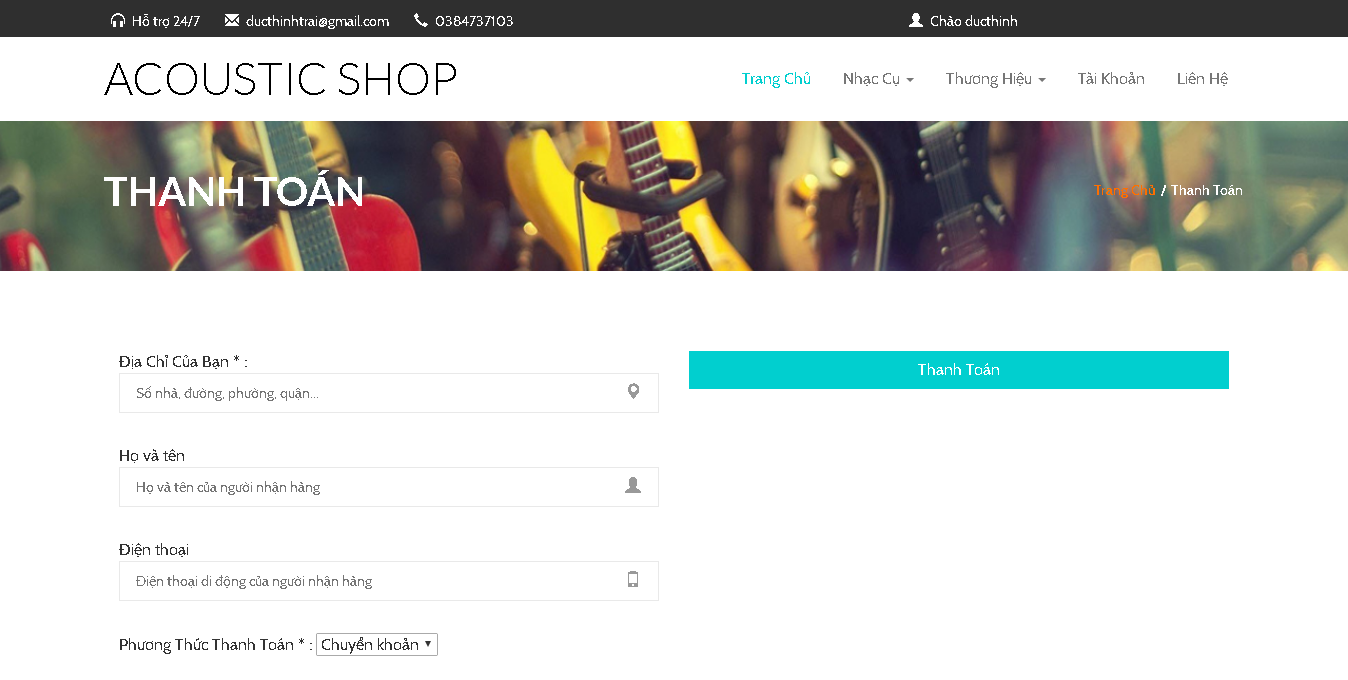 Hỗ trợ 24/7 ducthinhtrai@gmail.com 0384737103 Chào ducthinh
ACOUSTIC SHOP
Trang Chủ Nhạc Cụ Thương Hiệu Tài Khoản Liên Hệ
THANH TOÁN
Trang Chủ / Thanh Toán
Địa Chỉ Của Bạn * :
Số nhà, đường, phường, quận...
Thanh Toán
Họ và tên
Họ và tên của người nhận hàng
Điện thoại
Điện thoại di động của người nhận hàng
Phương Thức Thanh Toán * : Chuyển khoản